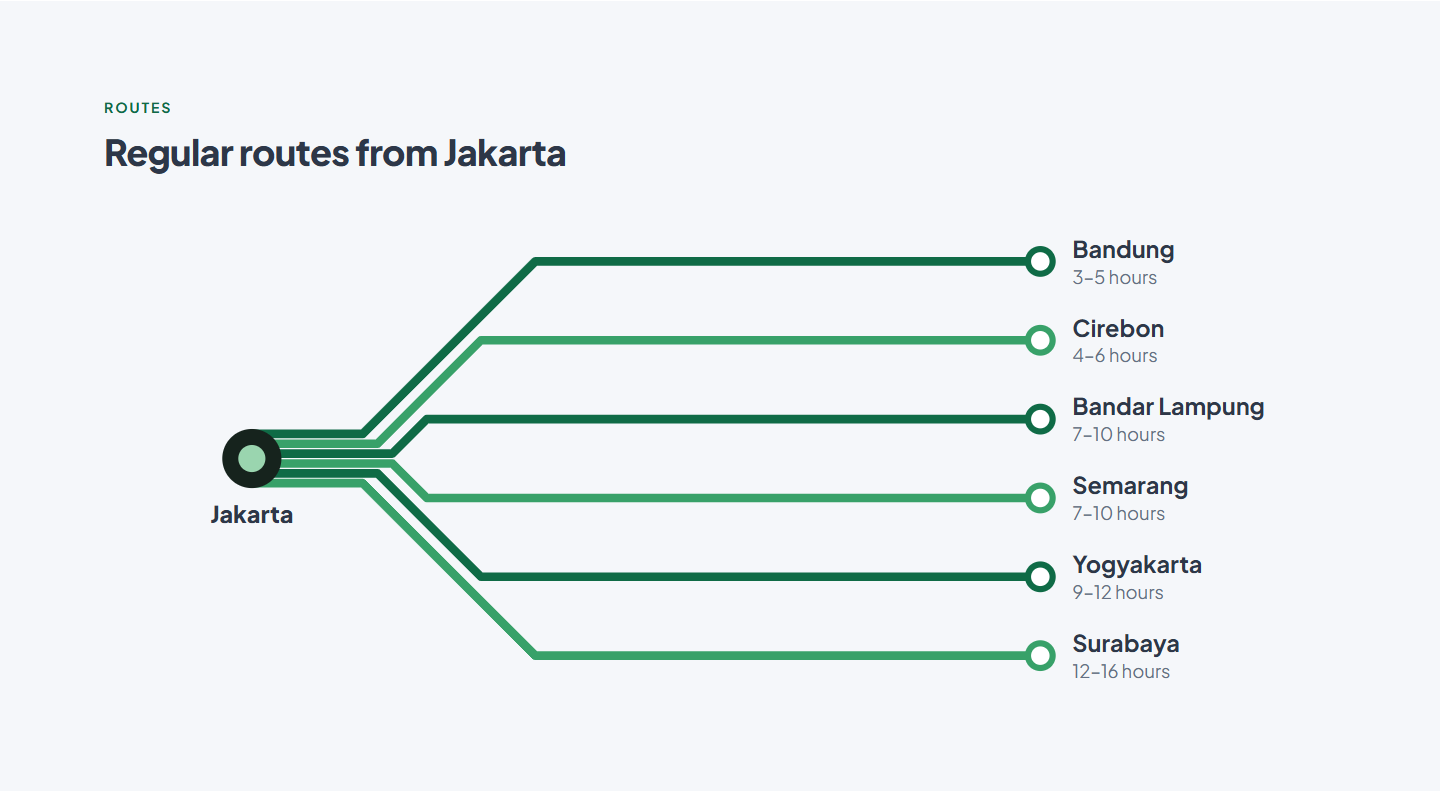 ROUTES
Regular routes from Jakarta
Jakarta
Bandung
3–5 hours
Cirebon
4–6 hours
Bandar Lampung
7–10 hours
Semarang
7–10 hours
Yogyakarta
9–12 hours
Surabaya
12–16 hours